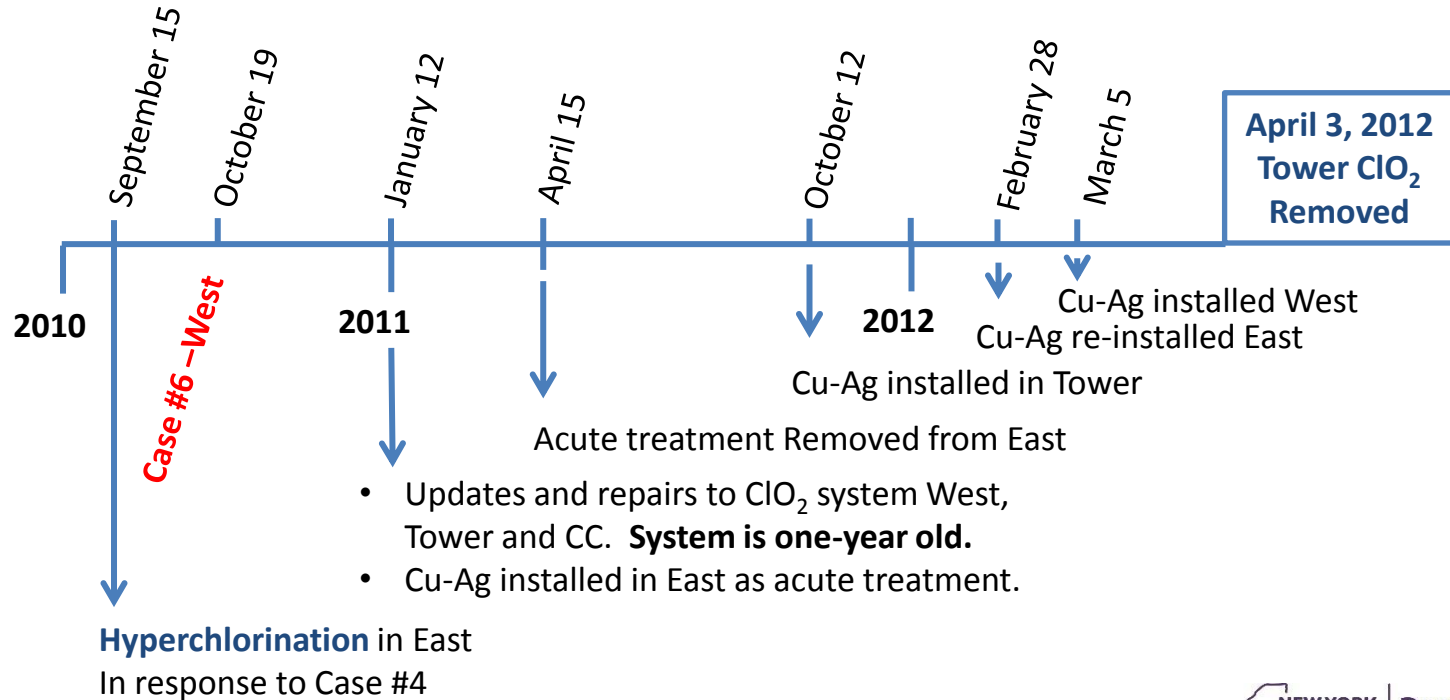 September 15
October 19
January 12
April 15
October 12
February 28
March 5
April 3, 2012
Tower ClO₂
Removed
2010
Case #6 –West
2011
2012
Cu-Ag installed West
Cu-Ag re-installed East
Cu-Ag installed in Tower
Acute treatment Removed from East
• Updates and repairs to ClO₂ system West,
Tower and CC. System is one-year old.
• Cu-Ag installed in East as acute treatment.
Hyperchlorination in East
In response to Case #4
NEW YORK